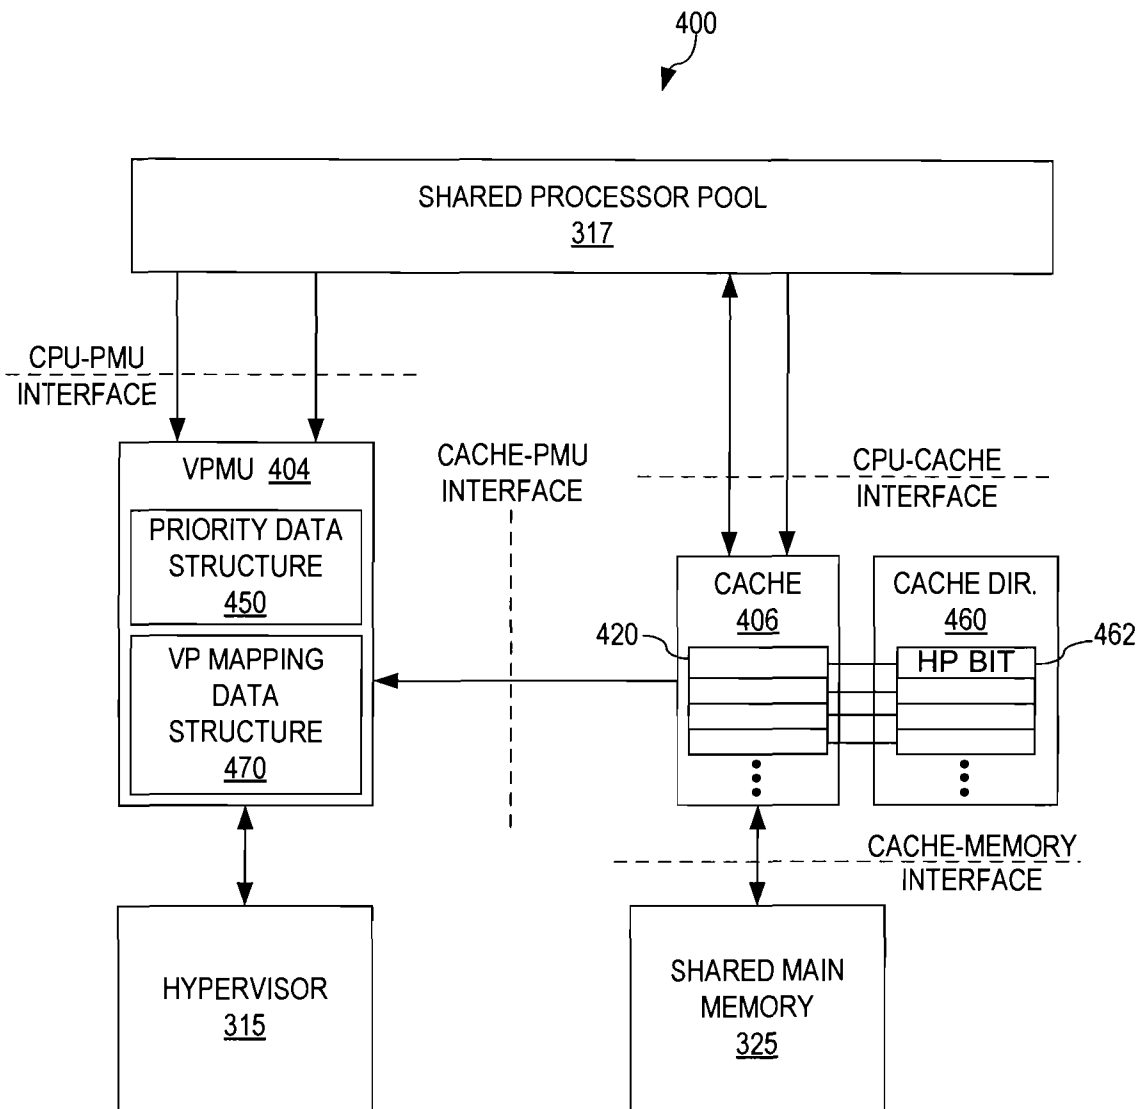 400
SHARED PROCESSOR POOL
317
CPU-PMU
INTERFACE
CACHE-PMU
INTERFACE
CPU-CACHE
INTERFACE
VPMU 404
PRIORITY DATA
STRUCTURE
450
VP MAPPING
DATA
STRUCTURE
470
CACHE
406
CACHE DIR.
460
420
HP BIT
462
CACHE-MEMORY
INTERFACE
HYPERVISOR
315
SHARED MAIN
MEMORY
325